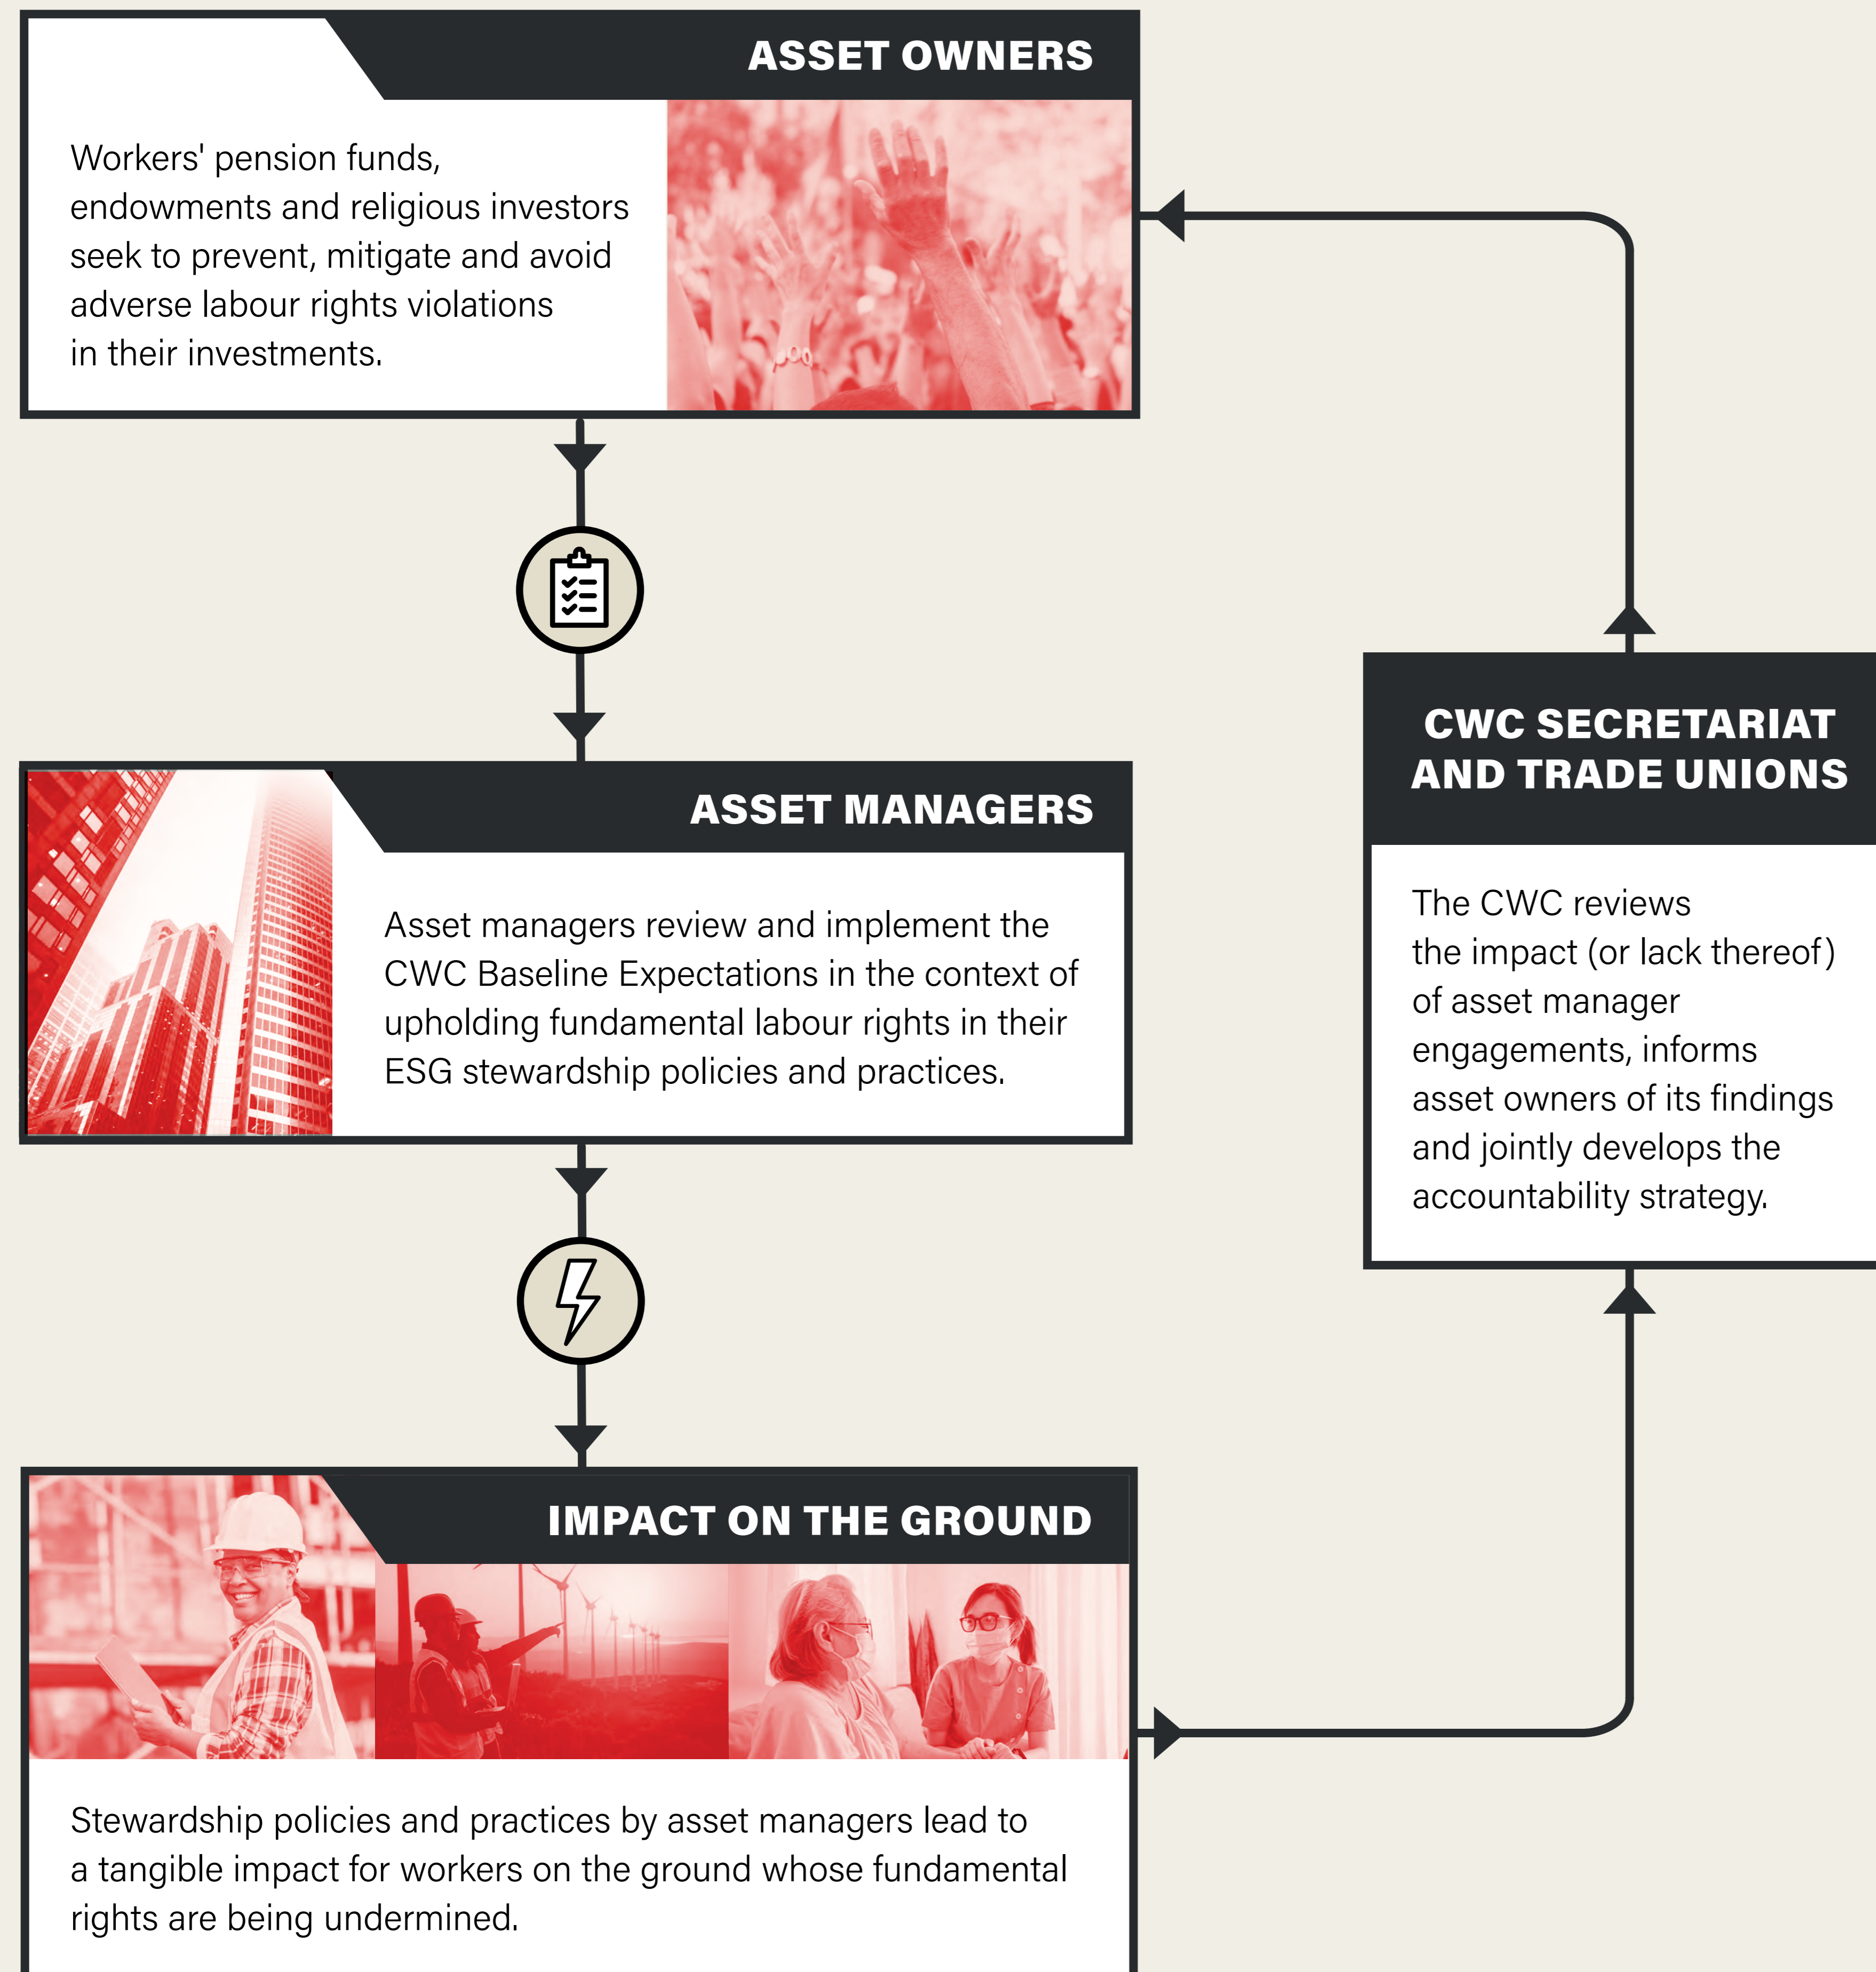 ASSET OWNERS
Workers' pension funds,
endowments and religious investors
seek to prevent, mitigate and avoid
adverse labour rights violations
in their investments.
ASSET MANAGERS
Asset managers review and implement the
CWC Baseline Expectations in the context of
upholding fundamental labour rights in their
ESG stewardship policies and practices.
CWC SECRETARIAT
AND TRADE UNIONS
The CWC reviews
the impact (or lack thereof)
of asset manager
engagements, informs
asset owners of its findings
and jointly develops the
accountability strategy.
IMPACT ON THE GROUND
Stewardship policies and practices by asset managers lead to
a tangible impact for workers on the ground whose fundamental
rights are being undermined.